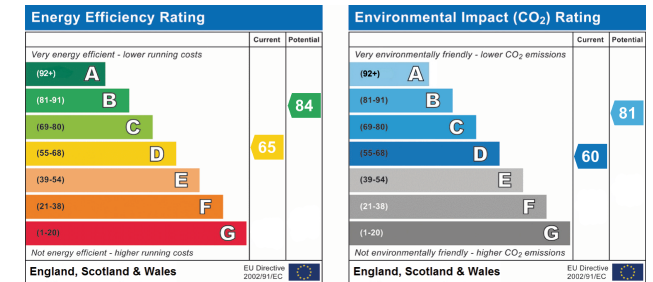 Energy Efficiency Rating
Current Potential
Very energy efficient - lower running costs
(92+) A
(81-91) B
84
(69-80) C
(55-68) D
65
(39-54) E
(21-38) F
(1-20) G
Not energy efficient - higher running costs
England, Scotland & Wales
EU Directive
2002/91/EC
Environmental Impact (CO₂) Rating
Current Potential
Very environmentally friendly - lower CO₂ emissions
(92+) A
(81-91) B
81
(69-80) C
(55-68) D
60
(39-54) E
(21-38) F
(1-20) G
Not environmentally friendly - higher CO₂ emissions
England, Scotland & Wales
EU Directive
2002/91/EC